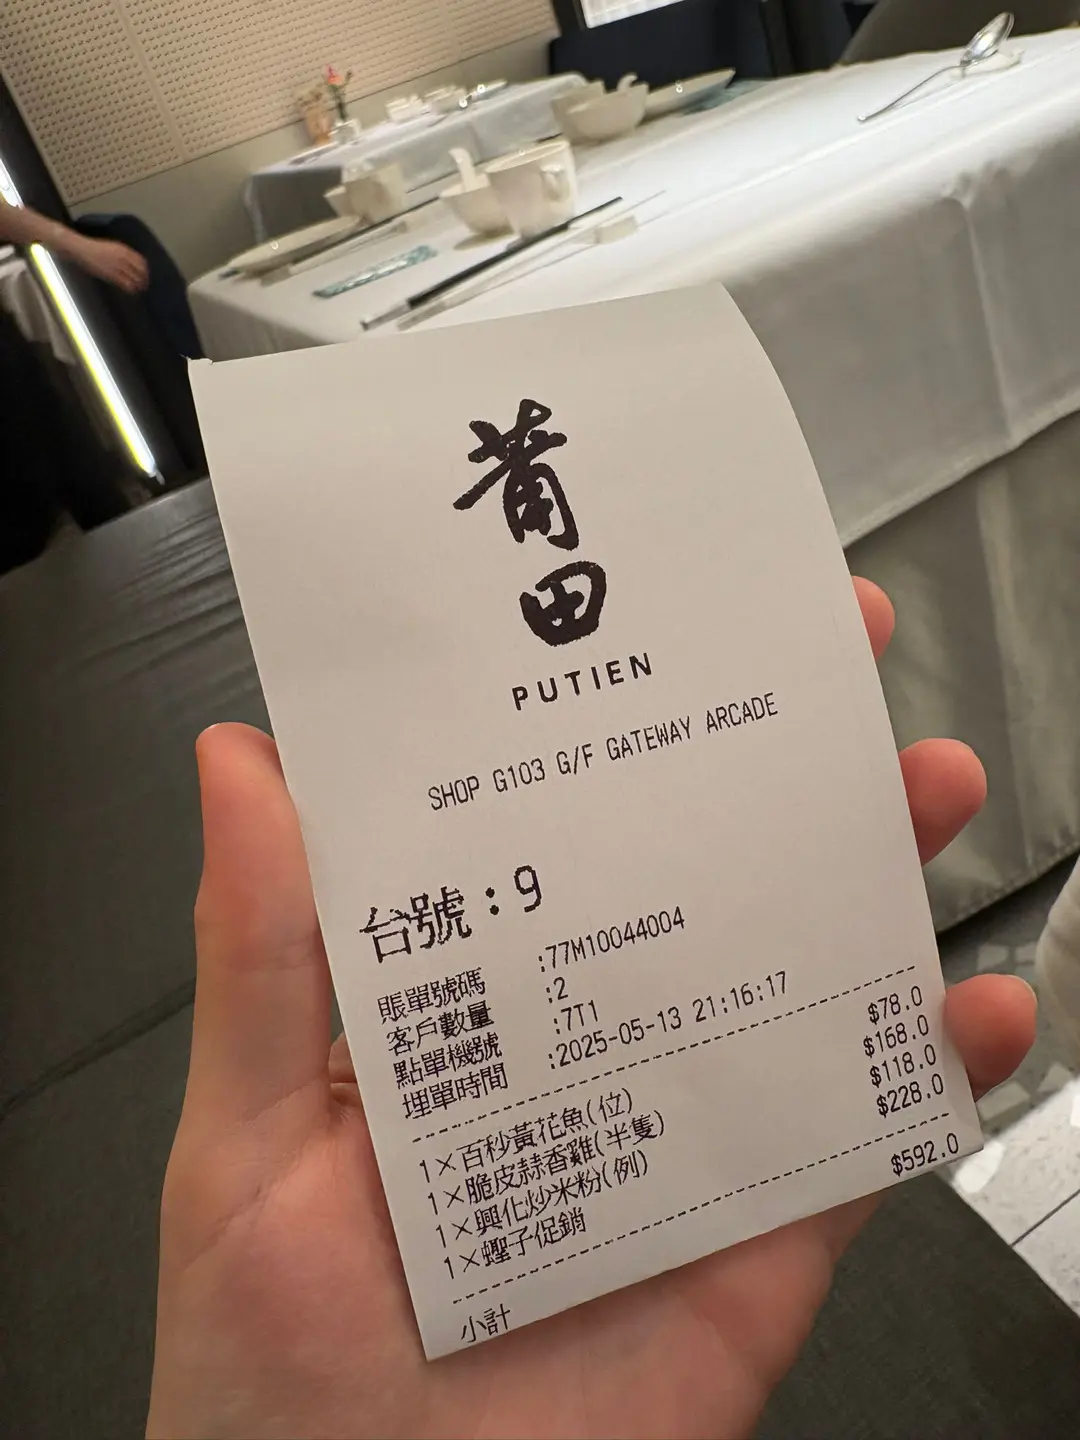 莆
田
PUTIEN
SHOP G103 G/F GATEWAY ARCADE
台號：9
賬單號碼 :77M10044004
客戶數量 :2
點單機號 :7T1
埋單時間 :2025-05-13 21:16:17
1×百秒黃花魚(位) $78.0
1×脆皮蒜香雞(半隻) $168.0
1×興化炒米粉(例) $118.0
1×蟶子促銷 $228.0
小計 $592.0